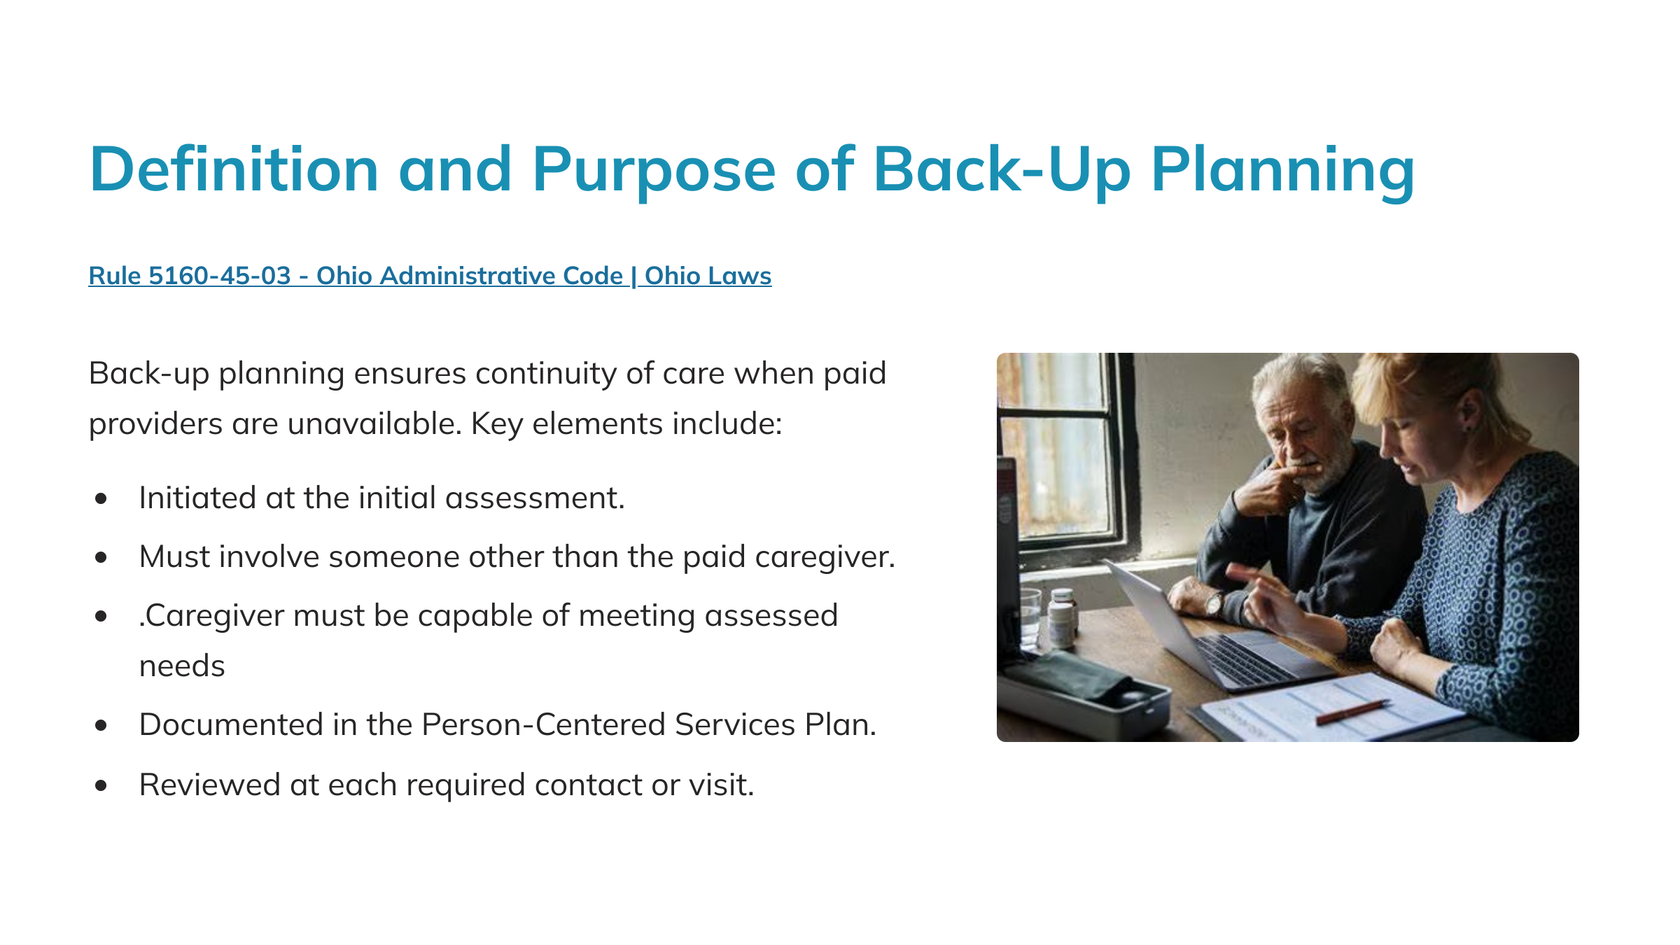 Definition and Purpose of Back-Up Planning
Rule 5160-45-03 - Ohio Administrative Code | Ohio Laws
Back-up planning ensures continuity of care when paid
providers are unavailable. Key elements include:
• Initiated at the initial assessment.
• Must involve someone other than the paid caregiver.
• .Caregiver must be capable of meeting assessed
needs
• Documented in the Person-Centered Services Plan.
• Reviewed at each required contact or visit.